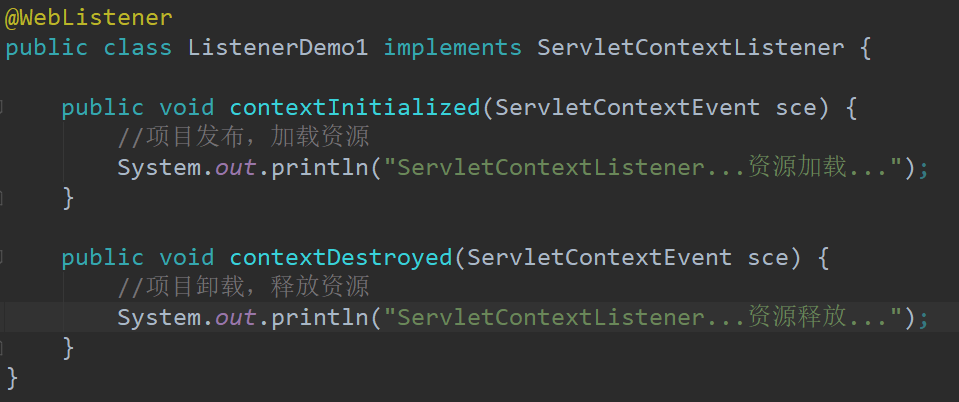 @WebListener
public class ListenerDemo1 implements ServletContextListener {
public void contextInitialized(ServletContextEvent sce) {
//项目发布，加载资源
System.out.println("ServletContextListener...资源加载...");
}
public void contextDestroyed(ServletContextEvent sce) {
//项目卸载，释放资源
System.out.println("ServletContextListener...资源释放...");
}
}